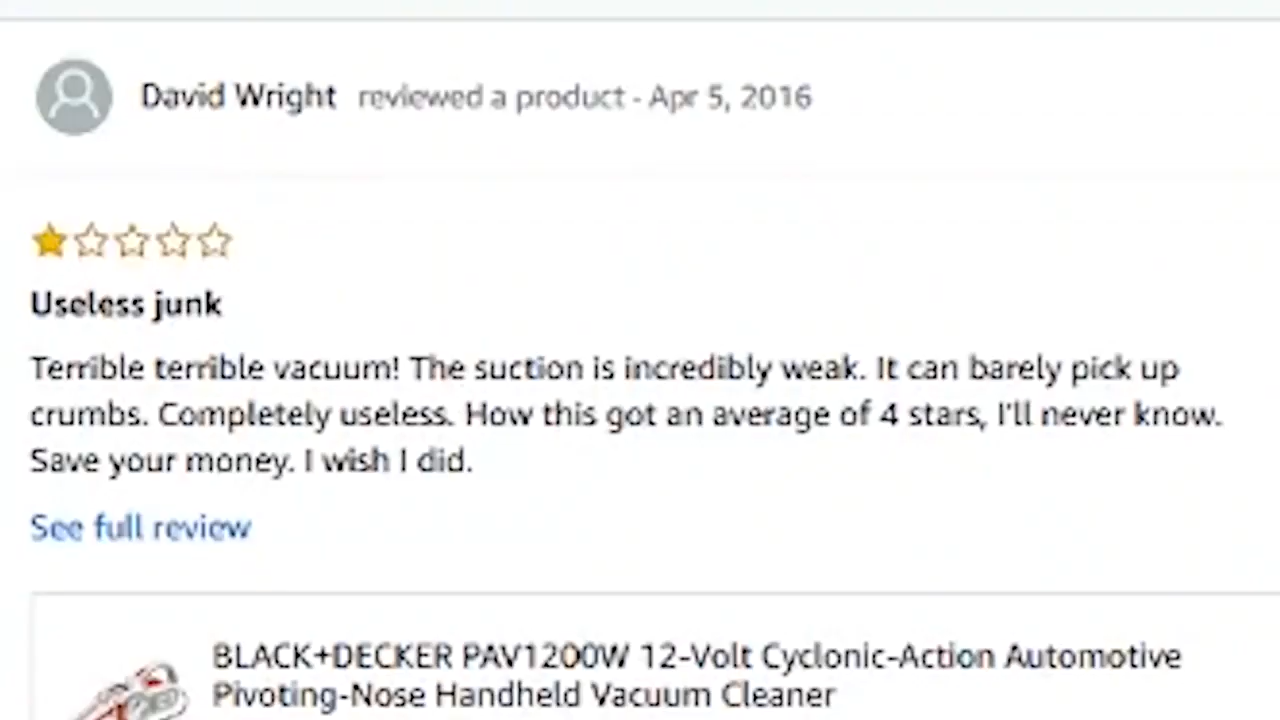 David Wright reviewed a product - Apr 5, 2016
Useless junk
Terrible terrible vacuum! The suction is incredibly weak. It can barely pick up
crumbs. Completely useless. How this got an average of 4 stars, I'll never know.
Save your money. I wish I did.
See full review
BLACK+DECKER PAV1200W 12-Volt Cyclonic-Action Automotive
Pivoting-Nose Handheld Vacuum Cleaner